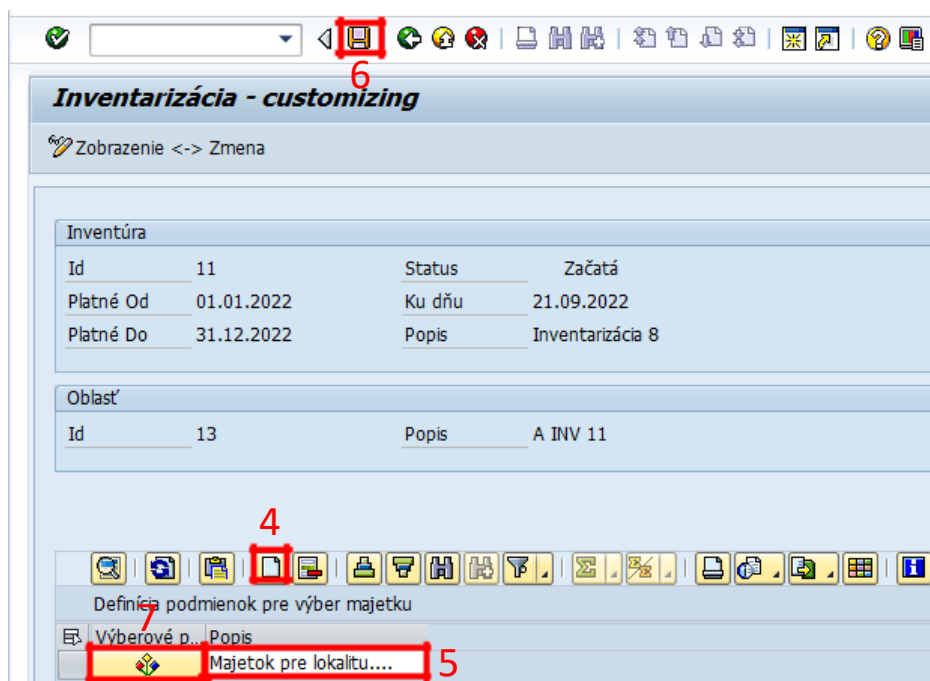 6
Inventarizácia - customizing
Zobrazenie <-> Zmena
Inventúra
Id 11 Status Začatá
Platné Od 01.01.2022 Ku dňu 21.09.2022
Platné Do 31.12.2022 Popis Inventarizácia 8
Oblasť
Id 13 Popis A INV 11
4
Definícia podmienok pre výber majetku
7
Výberové p... Popis
Majetok pre lokalitu.... 5